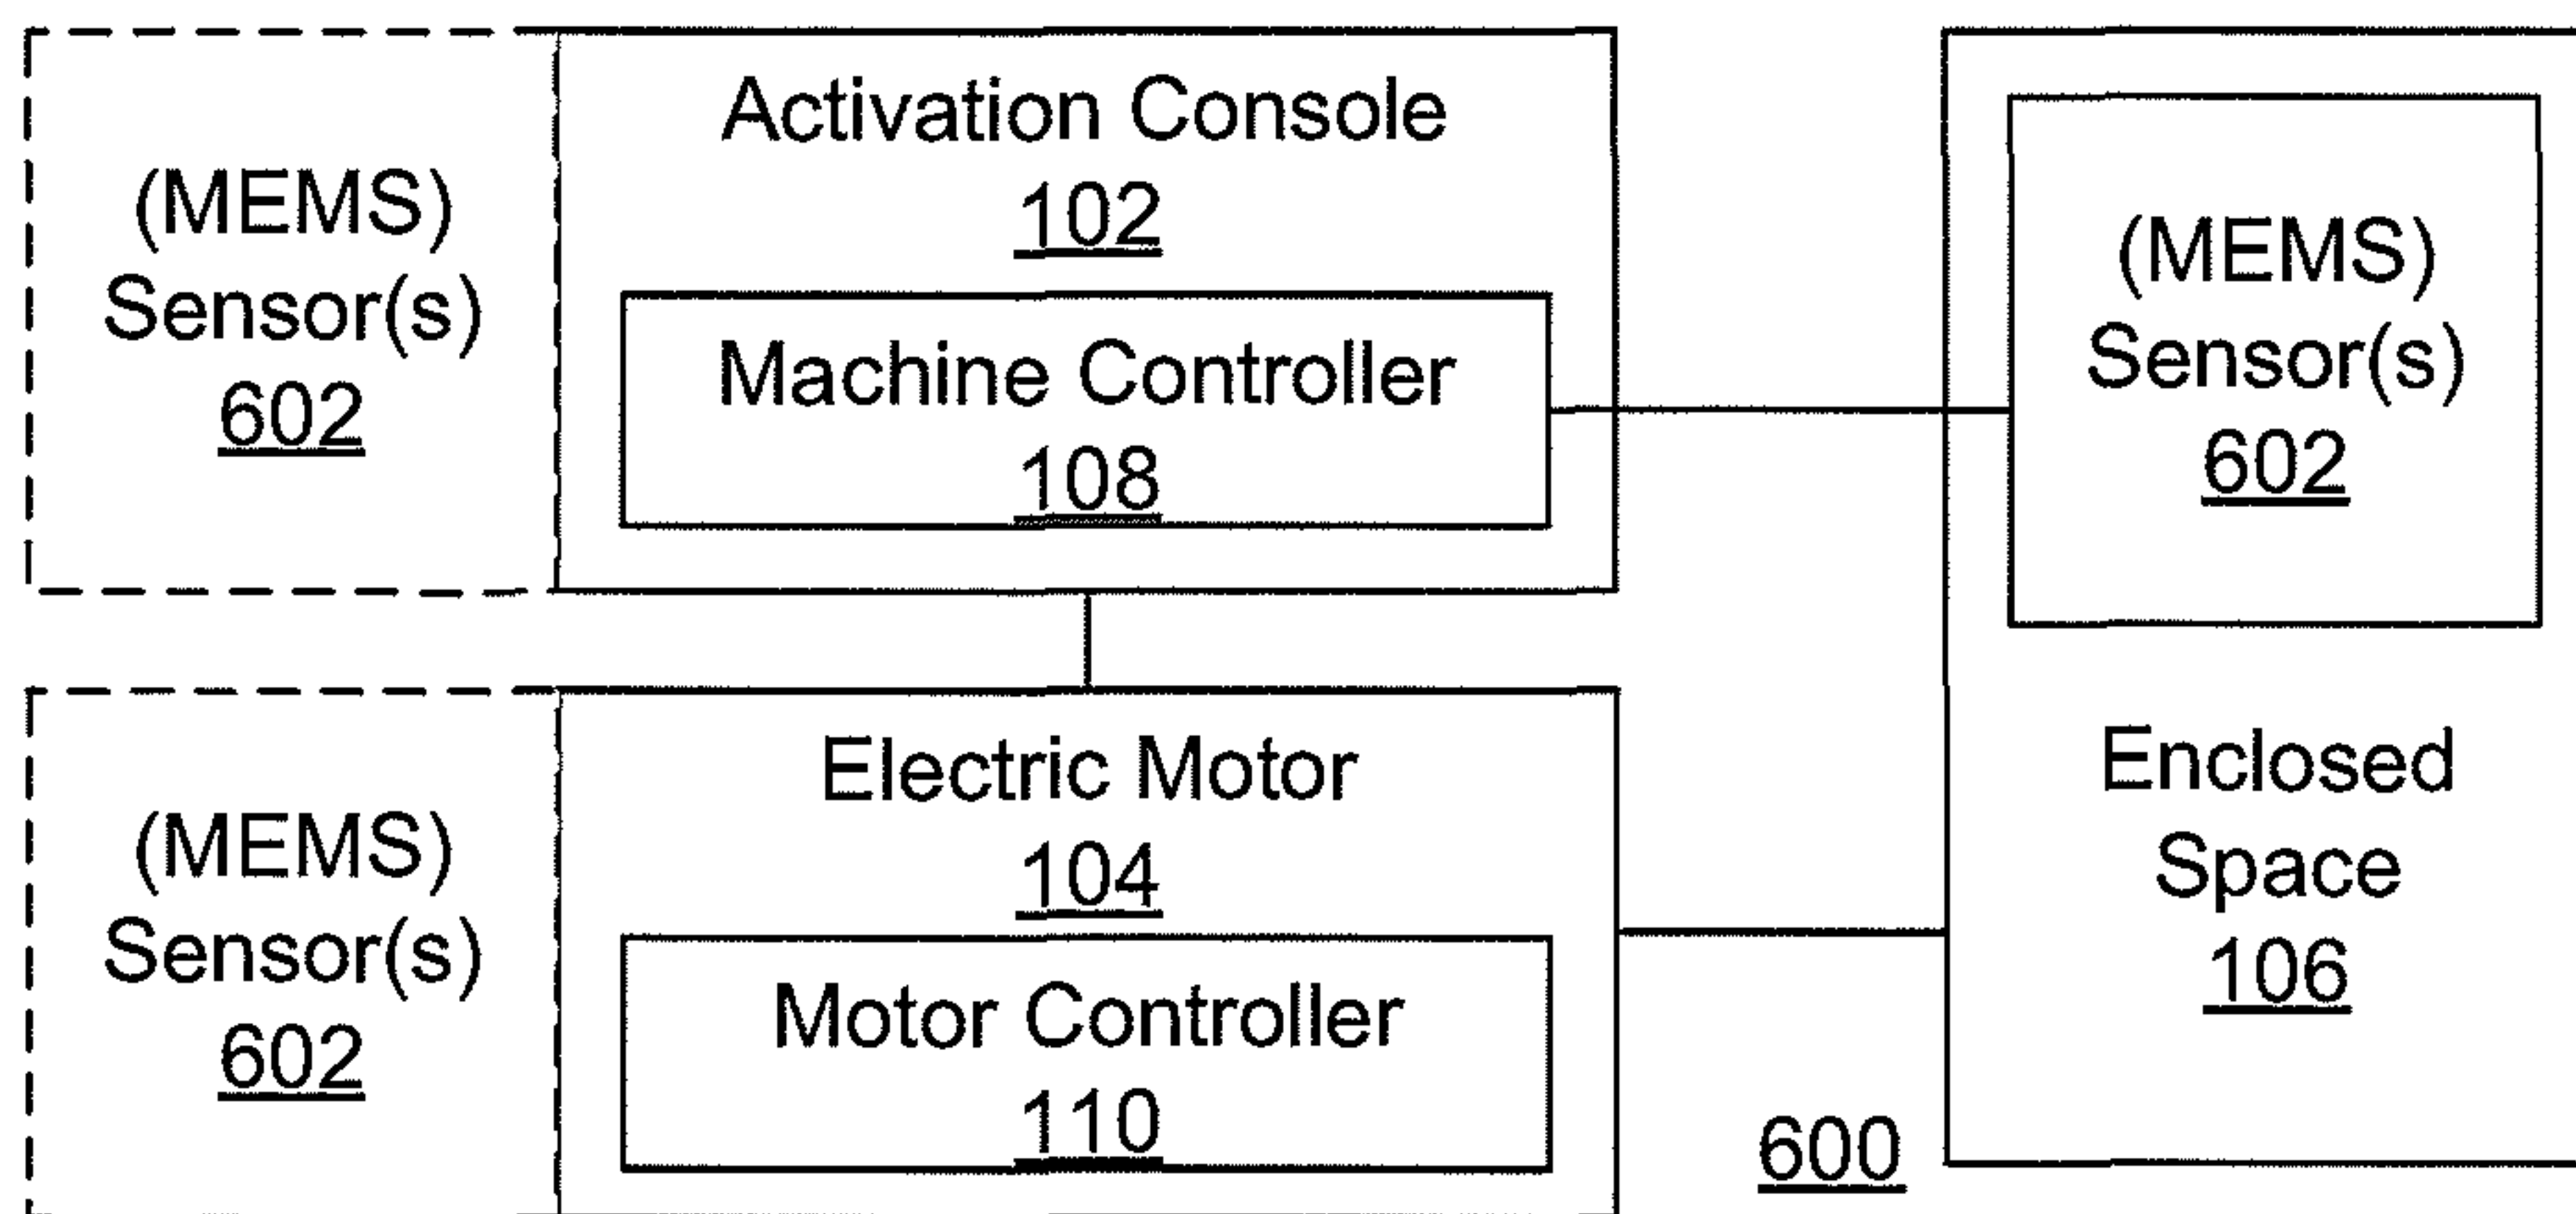 (MEMS)
Sensor(s)
602
Activation Console
102
Machine Controller
108
(MEMS)
Sensor(s)
602
(MEMS)
Sensor(s)
602
Electric Motor
104
Motor Controller
110
Enclosed
Space
106
600